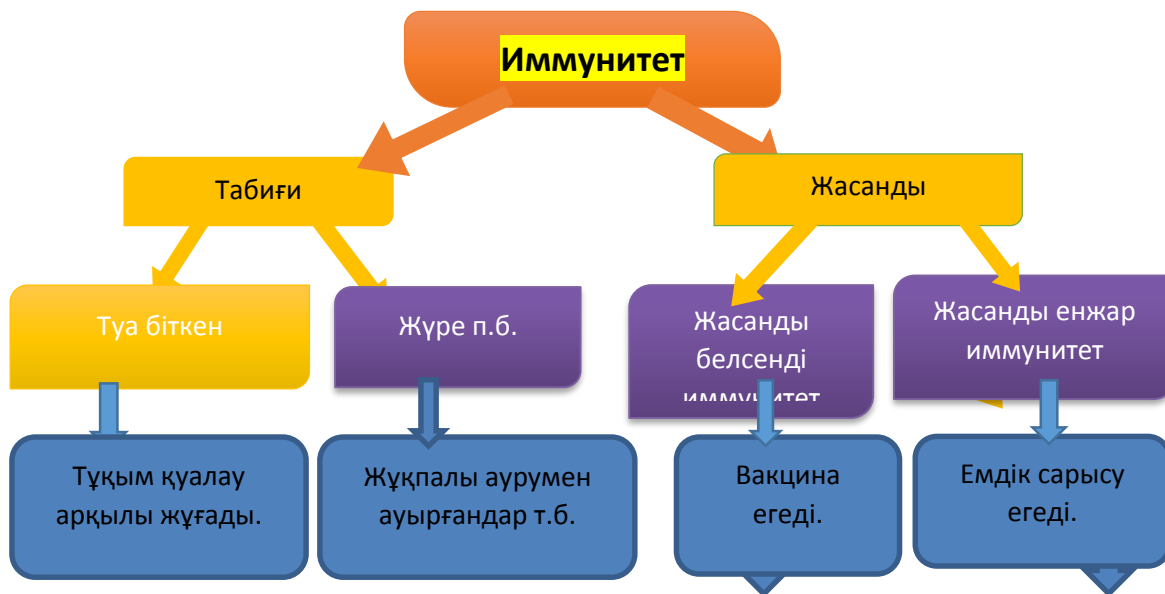 Иммунитет
Табиғи
Жасанды
Туа біткен
Жүре п.б.
Жасанды
белсенді
иммунитет
Жасанды енжар
иммунитет
Тұқым қуалау
арқылы жұғады.
Жұқпалы аурумен
ауырғандар т.б.
Вакцина
егеді.
Емдік сарысу
егеді.